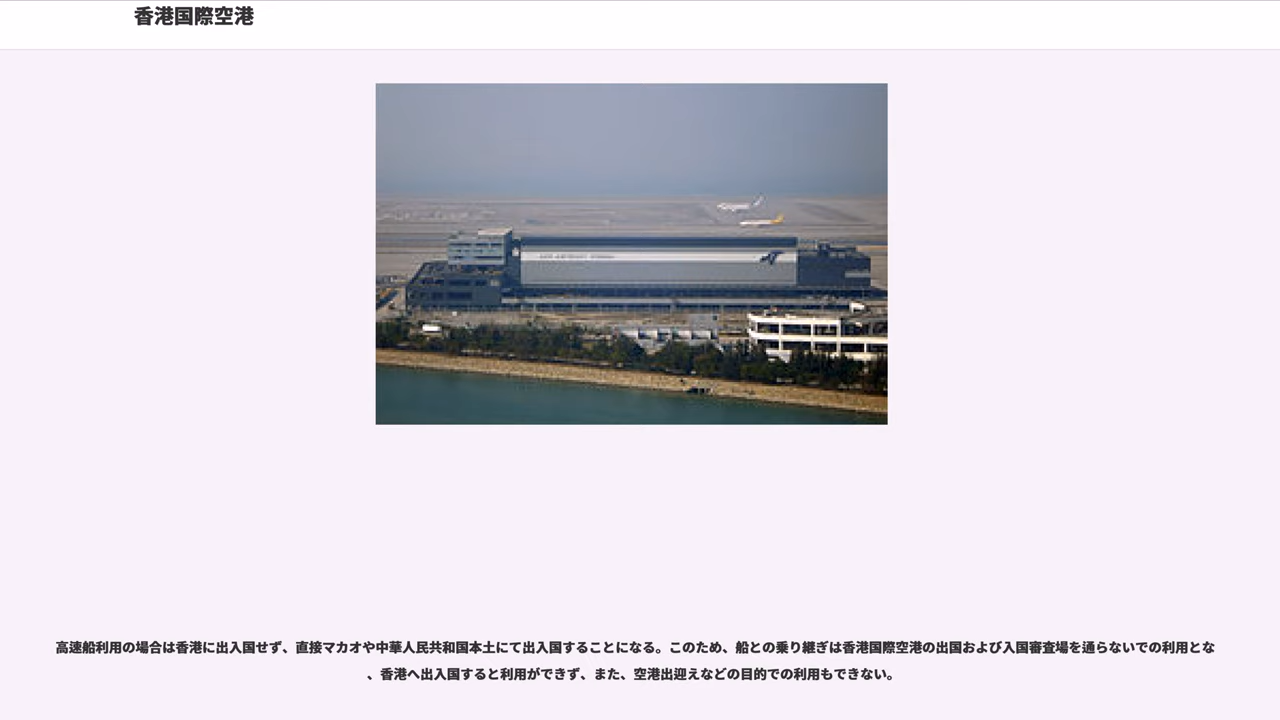 香港国際空港
高速船利用の場合は香港に出入国せず、直接マカオや中華人民共和国本土にて出入国することになる。このため、船との乗り継ぎは香港国際空港の出国および入国審査場を通らないでの利用とな
、香港へ出入国すると利用ができず、また、空港出迎えなどの目的での利用もできない。